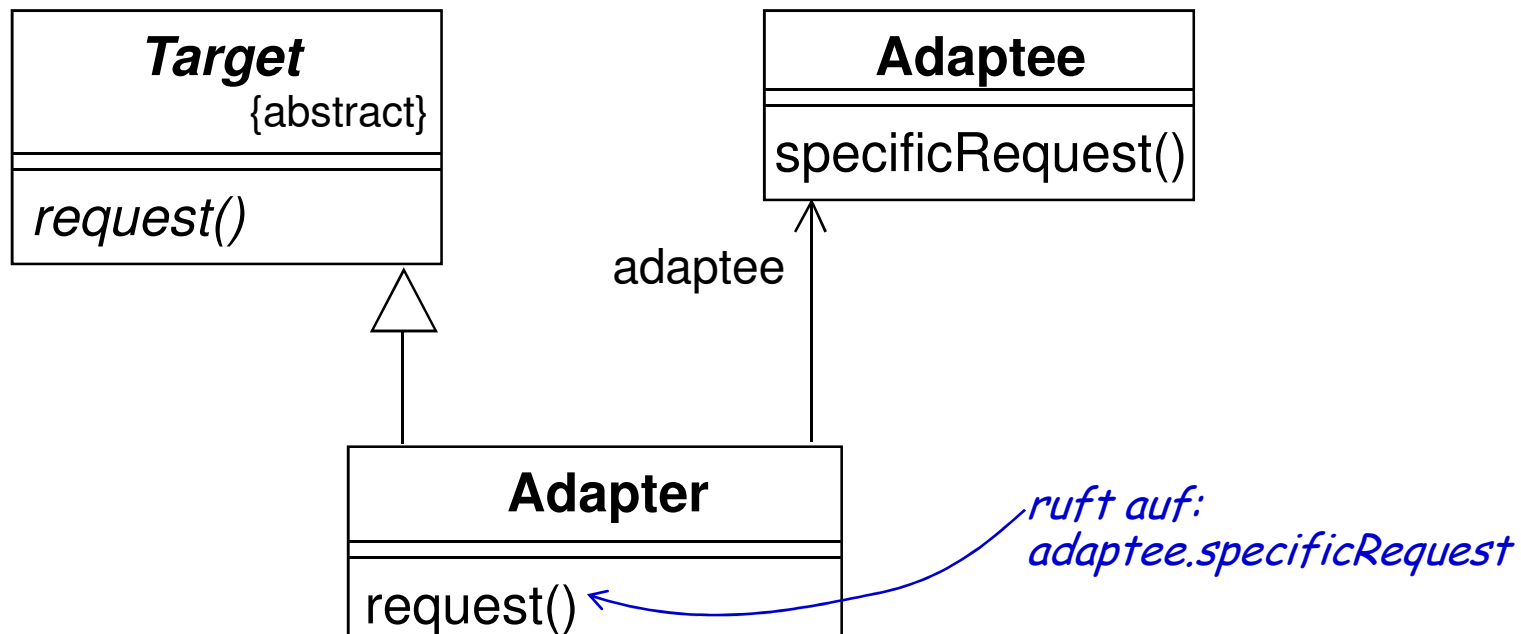 Target
{abstract}
request()
Adaptee
specificRequest()
adaptee
Adapter
request()
ruft auf:
adaptee.specificRequest